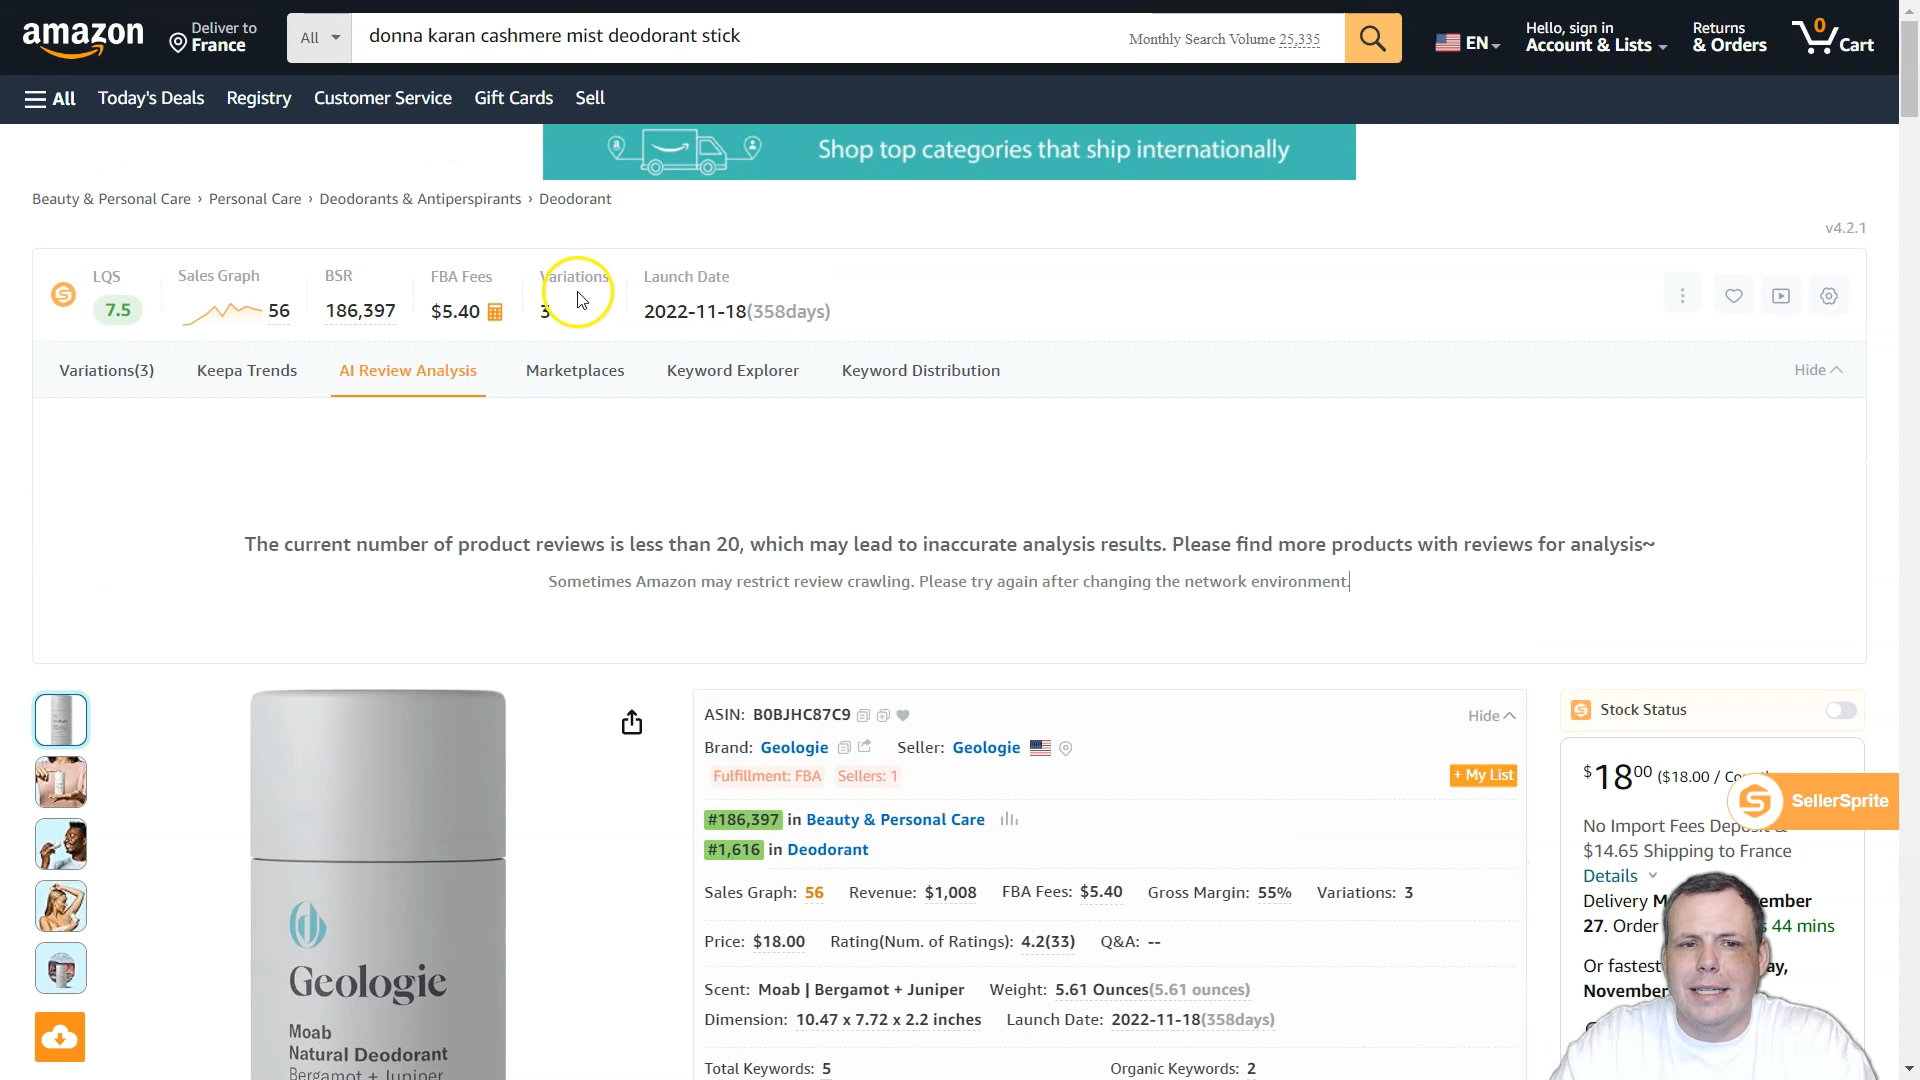 amazon
Deliver to
France
All
donna karan cashmere mist deodorant stick
Monthly Search Volume 25,335
EN
Hello, sign in
Account & Lists
Returns
& Orders
0
Cart
All
Today's Deals
Registry
Customer Service
Gift Cards
Sell
Shop top categories that ship internationally
Beauty & Personal Care › Personal Care › Deodorants & Antiperspirants › Deodorant
v4.2.1
LQS
7.5
Sales Graph
56
BSR
186,397
FBA Fees
$5.40
Variations
3
Launch Date
2022-11-18(358days)
Variations(3)
Keepa Trends
AI Review Analysis
Marketplaces
Keyword Explorer
Keyword Distribution
Hide
The current number of product reviews is less than 20, which may lead to inaccurate analysis results. Please find more products with reviews for analysis~
Sometimes Amazon may restrict review crawling. Please try again after changing the network environment.
Geologie
Moab
Natural Deodorant
Bergamot + Juniper
ASIN: B0BJHC87C9
Hide
Brand: Geologie Seller: Geologie
Fulfillment: FBA Sellers: 1
+ My List
#186,397 in Beauty & Personal Care
#1,616 in Deodorant
Sales Graph: 56 Revenue: $1,008 FBA Fees: $5.40 Gross Margin: 55% Variations: 3
Price: $18.00 Rating(Num. of Ratings): 4.2(33) Q&A: --
Scent: Moab | Bergamot + Juniper Weight: 5.61 Ounces(5.61 ounces)
Dimension: 10.47 x 7.72 x 2.2 inches Launch Date: 2022-11-18(358days)
Total Keywords: 5 Organic Keywords: 2
Stock Status
$1800 ($18.00 /
SellerSprite
No Import Fees
$14.65 Shipping to France
Details
Delivery
27. Order 44 mins
Or fastest
November